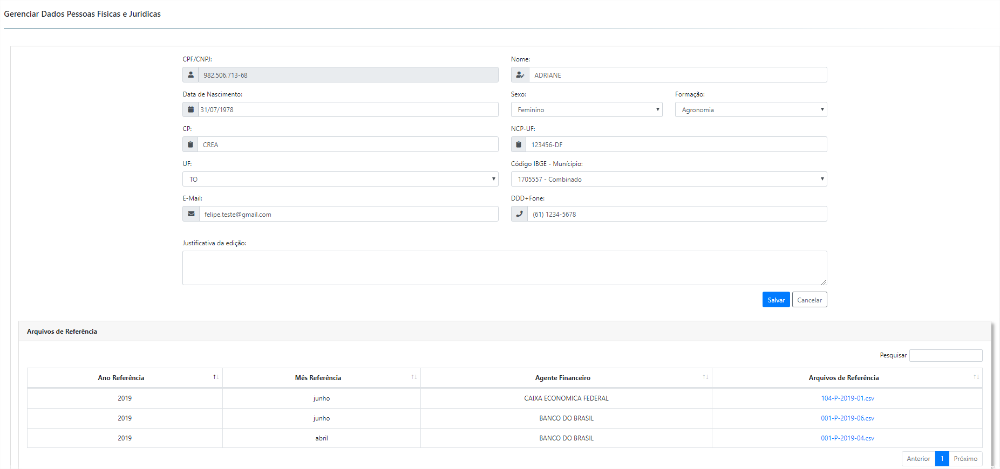 Gerenciar Dados Pessoas Físicas e Jurídicas
CPF/CNPJ:
982.506.713-68
Nome:
ADRIANE
Data de Nascimento:
31/07/1978
Sexo:
Feminino
Formação:
Agronomia
CP:
CREA
NCP-UF:
123456-DF
UF:
TO
Código IBGE - Munícipio:
1705557 - Combinado
E-Mail:
felipe.teste@gmail.com
DDD+Fone:
(61) 1234-5678
Justificativa da edição:
Salvar Cancelar
Arquivos de Referência
Pesquisar
Ano Referência Mês Referência Agente Financeiro Arquivos de Referência
2019 junho CAIXA ECONOMICA FEDERAL 104-P-2019-01.csv
2019 junho BANCO DO BRASIL 001-P-2019-06.csv
2019 abril BANCO DO BRASIL 001-P-2019-04.csv
Anterior 1 Próximo